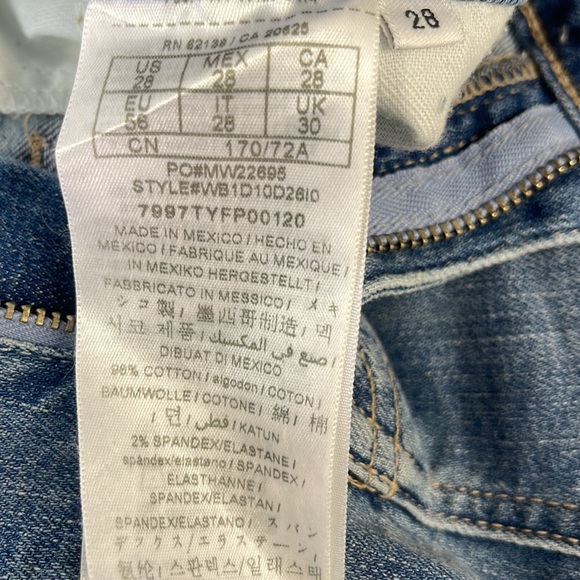 28
RN 62136 / CA 20625
US 28 MEX 28 CA 28
EU 36 IT 28 UK 30
CN 170/72A
PO#MW22695
STYLE#WB1D10D26I0
7997TYFP00120
MADE IN MEXICO / HECHO EN
MÉXICO / FABRIQUE AU MEXIQUE /
IN MEXIKO HERGESTELLT /
FABBRICATO IN MESSICO / メキ
シコ製 / 墨西哥制造 / 멕
시코 제품 / صنع في المكسيك /
DIBUAT DI MEXICO
98% COTTON / algodon / COTON /
BAUMWOLLE / COTONE / 綿 / 棉
/ 면 / قطن / KATUN
2% SPANDEX/ELASTANE /
spandex/elastano / SPANDEX /
ELASTHANNE /
SPANDEX/ELASTAN /
SPANDEX/ELASTANO / スパン
デックス/エラステーン /
氨纶 / 스판덱스/일래스테